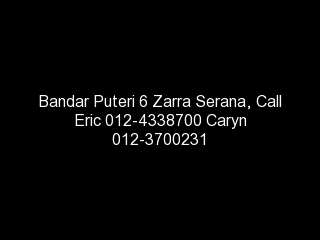 Bandar Puteri 6 Zarra Serana, Call
Eric 012-4338700 Caryn
012-3700231